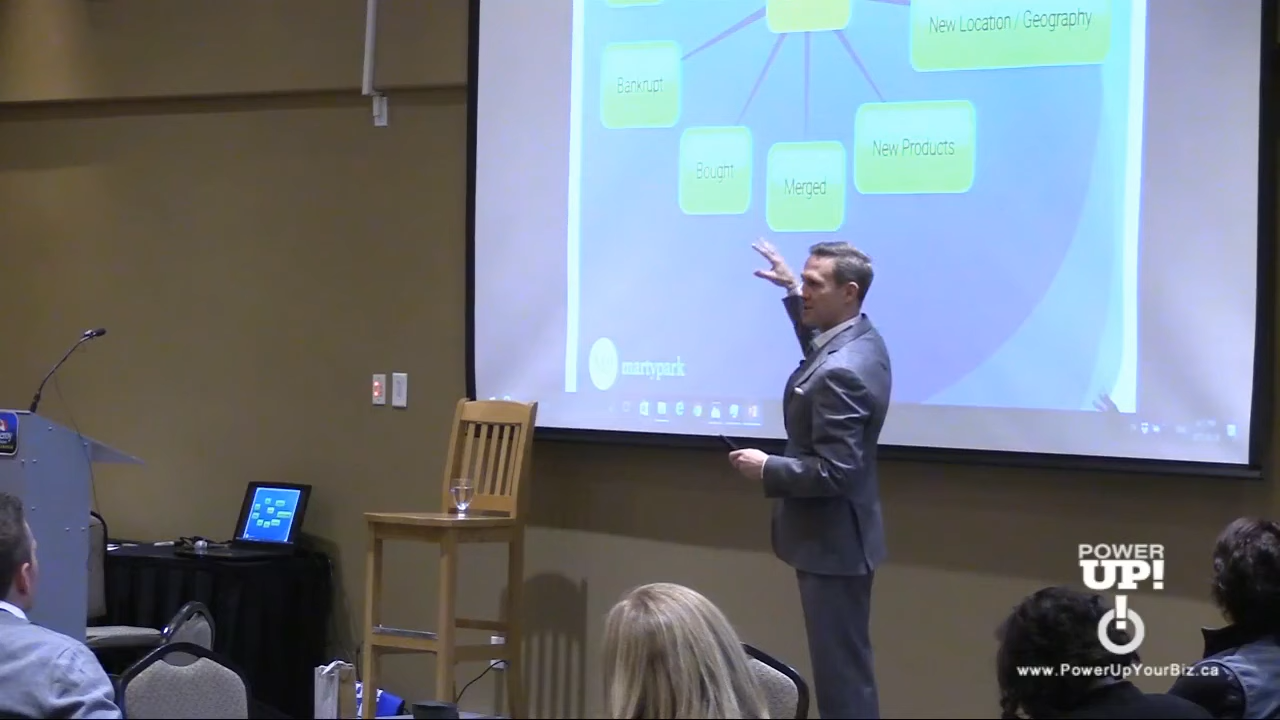 New Location / Geography
Bankrupt
New Products
Bought
Merged
martypark
POWER
UP!
www.PowerUpYourBiz.ca